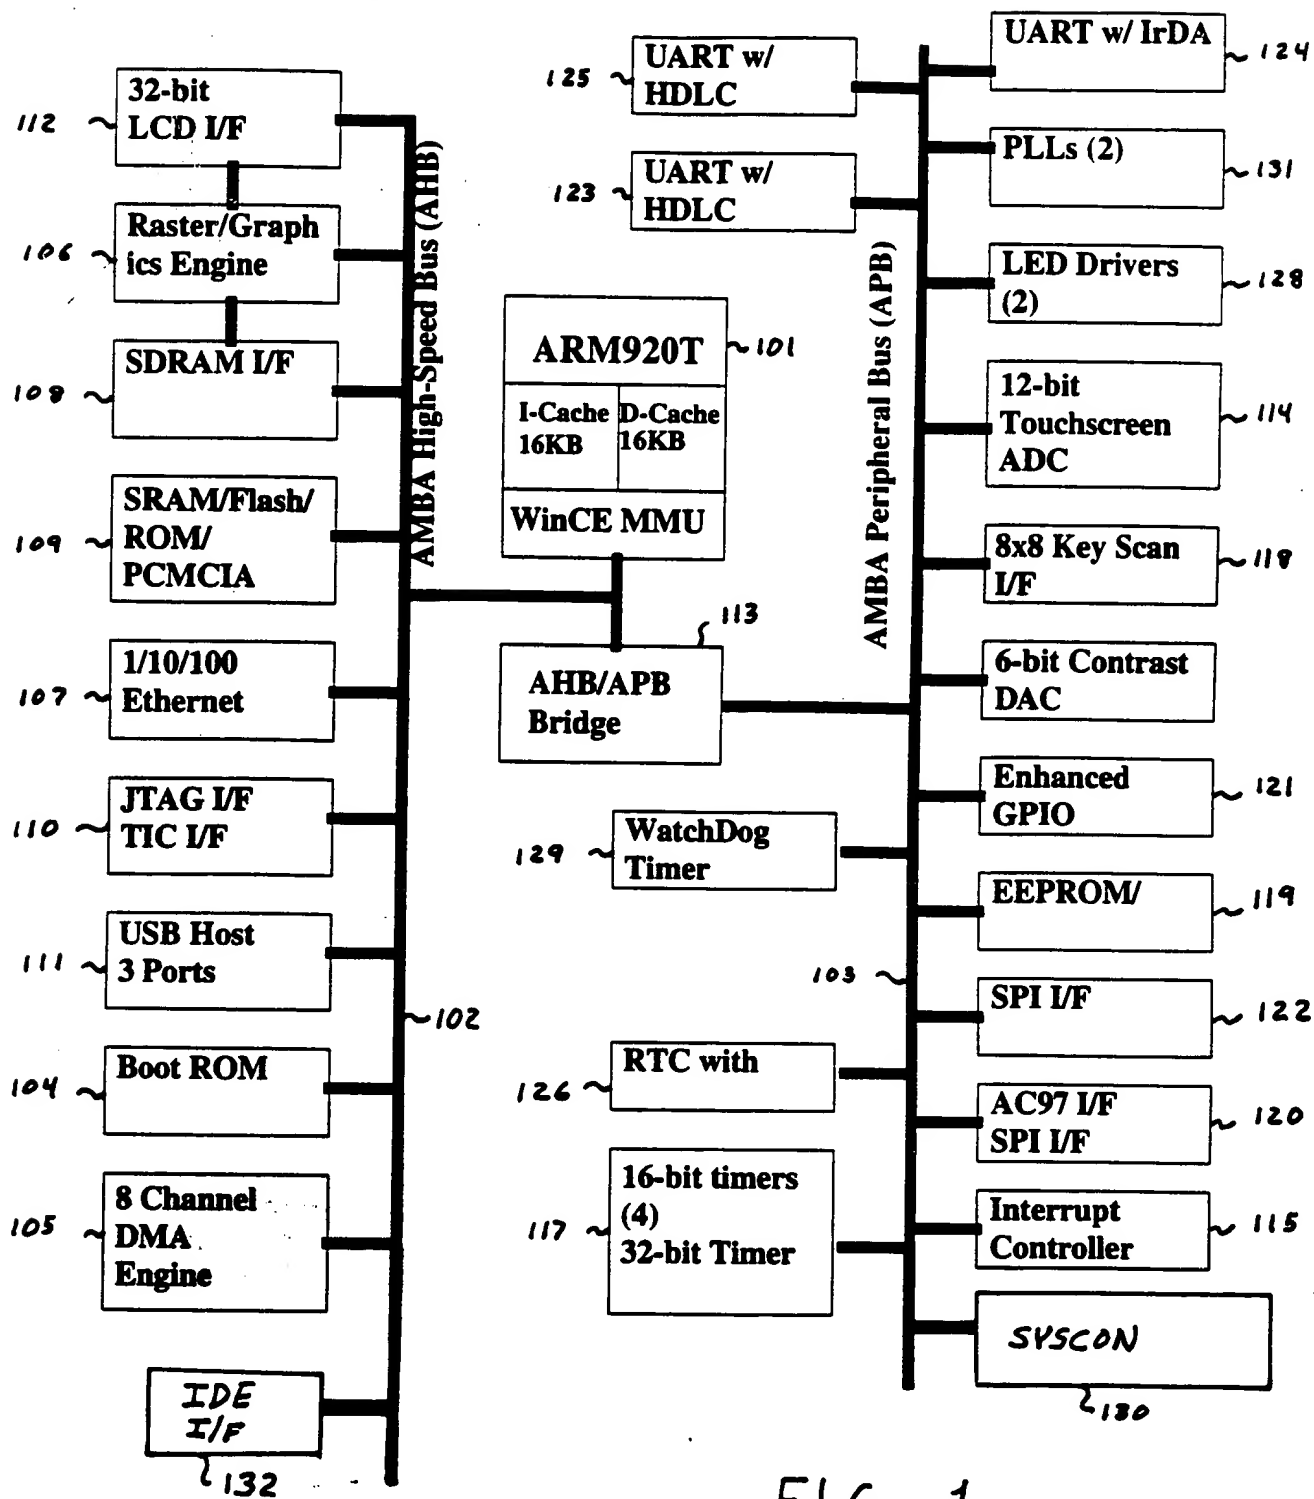 32-bit
LCD I/F
112
Raster/Graph
ics Engine
106
SDRAM I/F
108
SRAM/Flash/
ROM/
PCMCIA
109
1/10/100
Ethernet
107
JTAG I/F
TIC I/F
110
USB Host
3 Ports
111
Boot ROM
104
8 Channel
DMA
Engine
105
IDE
I/F
132
AMBA High-Speed Bus (AHB)
102
ARM920T
101
I-Cache
16KB
D-Cache
16KB
WinCE MMU
113
AHB/APB
Bridge
UART w/
HDLC
125
UART w/
HDLC
123
AMBA Peripheral Bus (APB)
103
WatchDog
Timer
129
RTC with
126
16-bit timers
(4)
32-bit Timer
117
UART w/ IrDA
124
PLLs (2)
131
LED Drivers
(2)
128
12-bit
Touchscreen
ADC
114
8x8 Key Scan
I/F
118
6-bit Contrast
DAC
Enhanced
GPIO
121
EEPROM/
119
SPI I/F
122
AC97 I/F
SPI I/F
120
Interrupt
Controller
115
SYSCON
130
FIG. 1